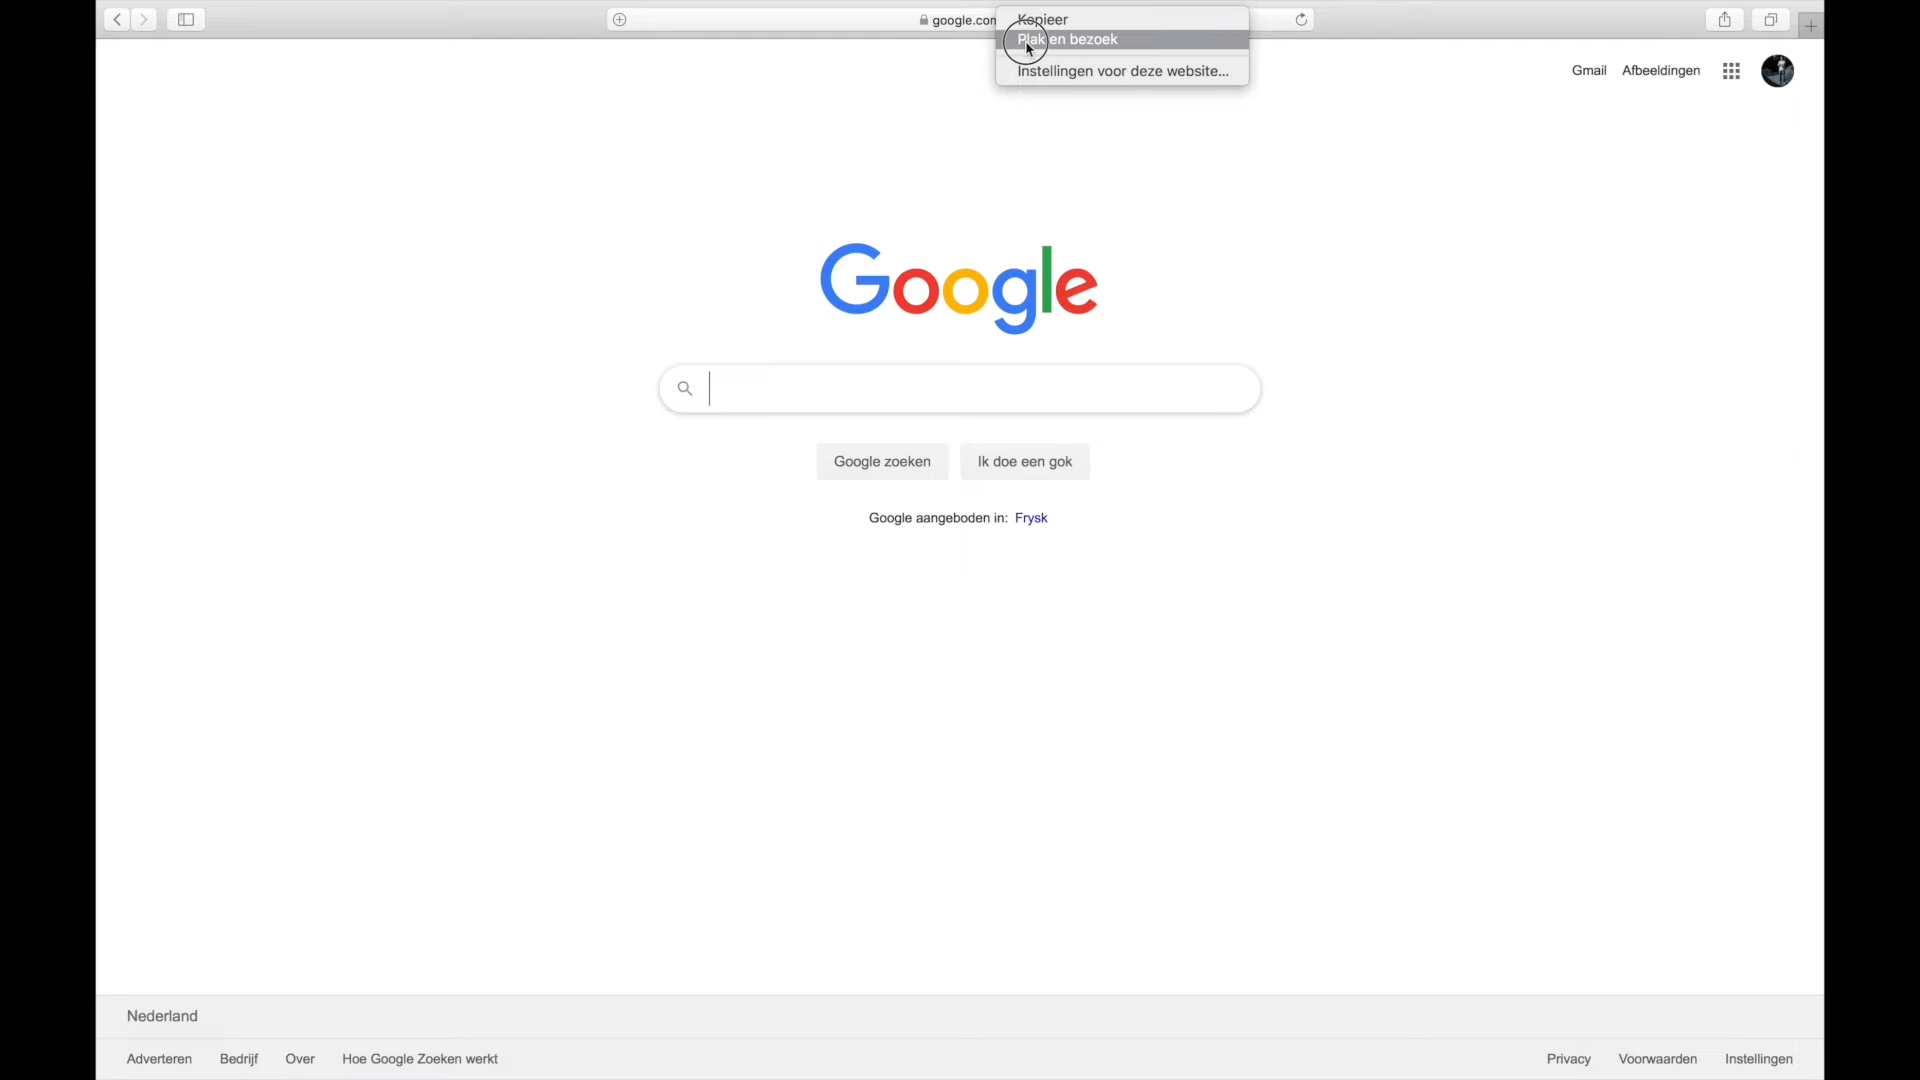 google.com
Kopieer
Plak en bezoek
Instellingen voor deze website...
Gmail
Afbeeldingen
Google
Google zoeken
Ik doe een gok
Google aangeboden in: Frysk
Nederland
Adverteren
Bedrijf
Over
Hoe Google Zoeken werkt
Privacy
Voorwaarden
Instellingen